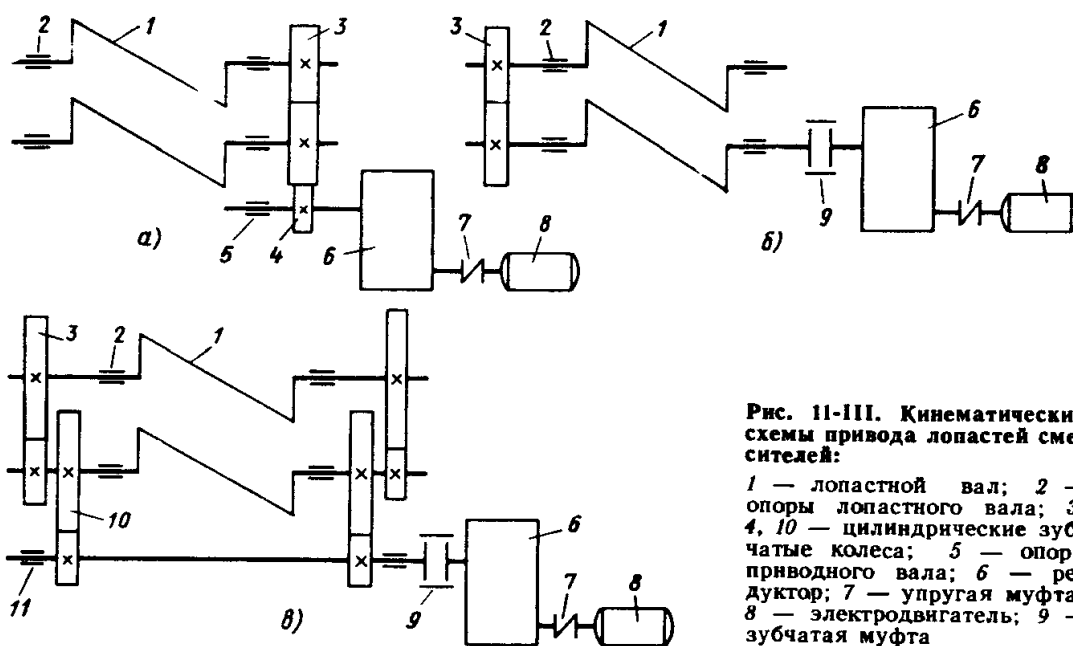 2 1 3
3 2 1
6
7
8
а)
5 4 6
7
8
9
б)
3 2 1
10
6
7
8
11
в)
9
Рис. 11-III. Кинематически
схемы привода лопастей сме
сителей:
1 — лопастной вал; 2 —
опоры лопастного вала; 3
4, 10 — цилиндрические зуб
чатые колеса; 5 — опор
приводного вала; 6 — ре
дуктор; 7 — упругая муфта
8 — электродвигатель; 9 —
зубчатая муфта